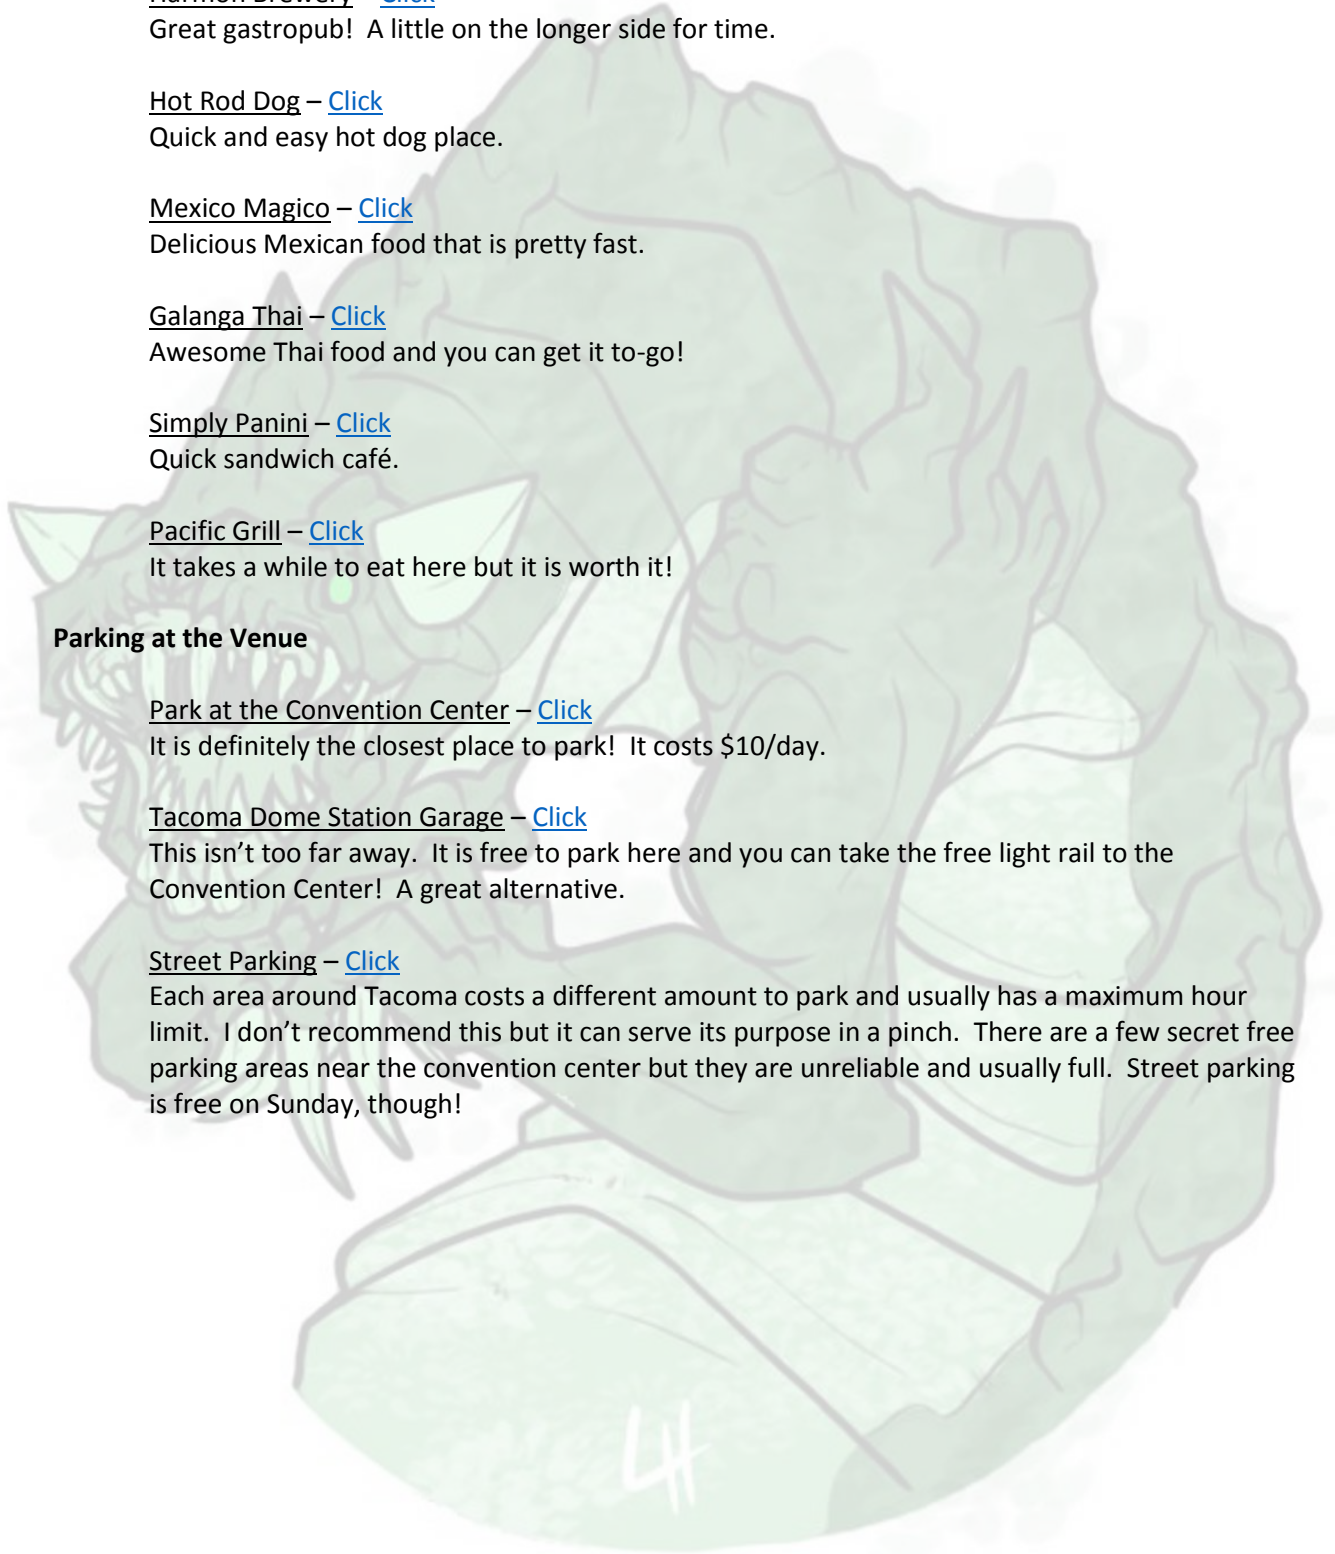 Harmon Brewery – Click
Great gastropub! A little on the longer side for time.
Hot Rod Dog – Click
Quick and easy hot dog place.
Mexico Magico – Click
Delicious Mexican food that is pretty fast.
Galanga Thai – Click
Awesome Thai food and you can get it to-go!
Simply Panini – Click
Quick sandwich café.
Pacific Grill – Click
It takes a while to eat here but it is worth it!
Parking at the Venue
Park at the Convention Center – Click
It is definitely the closest place to park! It costs $10/day.
Tacoma Dome Station Garage – Click
This isn’t too far away. It is free to park here and you can take the free light rail to the
Convention Center! A great alternative.
Street Parking – Click
Each area around Tacoma costs a different amount to park and usually has a maximum hour
limit. I don’t recommend this but it can serve its purpose in a pinch. There are a few secret free
parking areas near the convention center but they are unreliable and usually full. Street parking
is free on Sunday, though!
LH